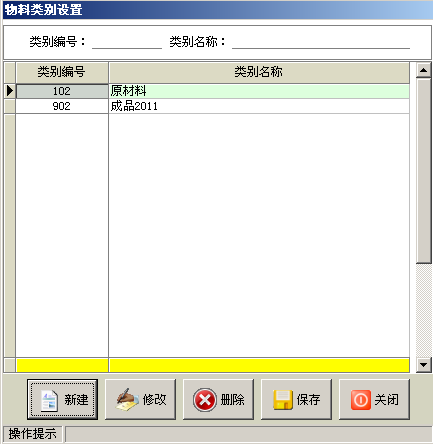 物料类别设置
类别编号： 类别名称：
类别编号 类别名称
102 原材料
902 成品2011
新建 修改 删除 保存 关闭
操作提示